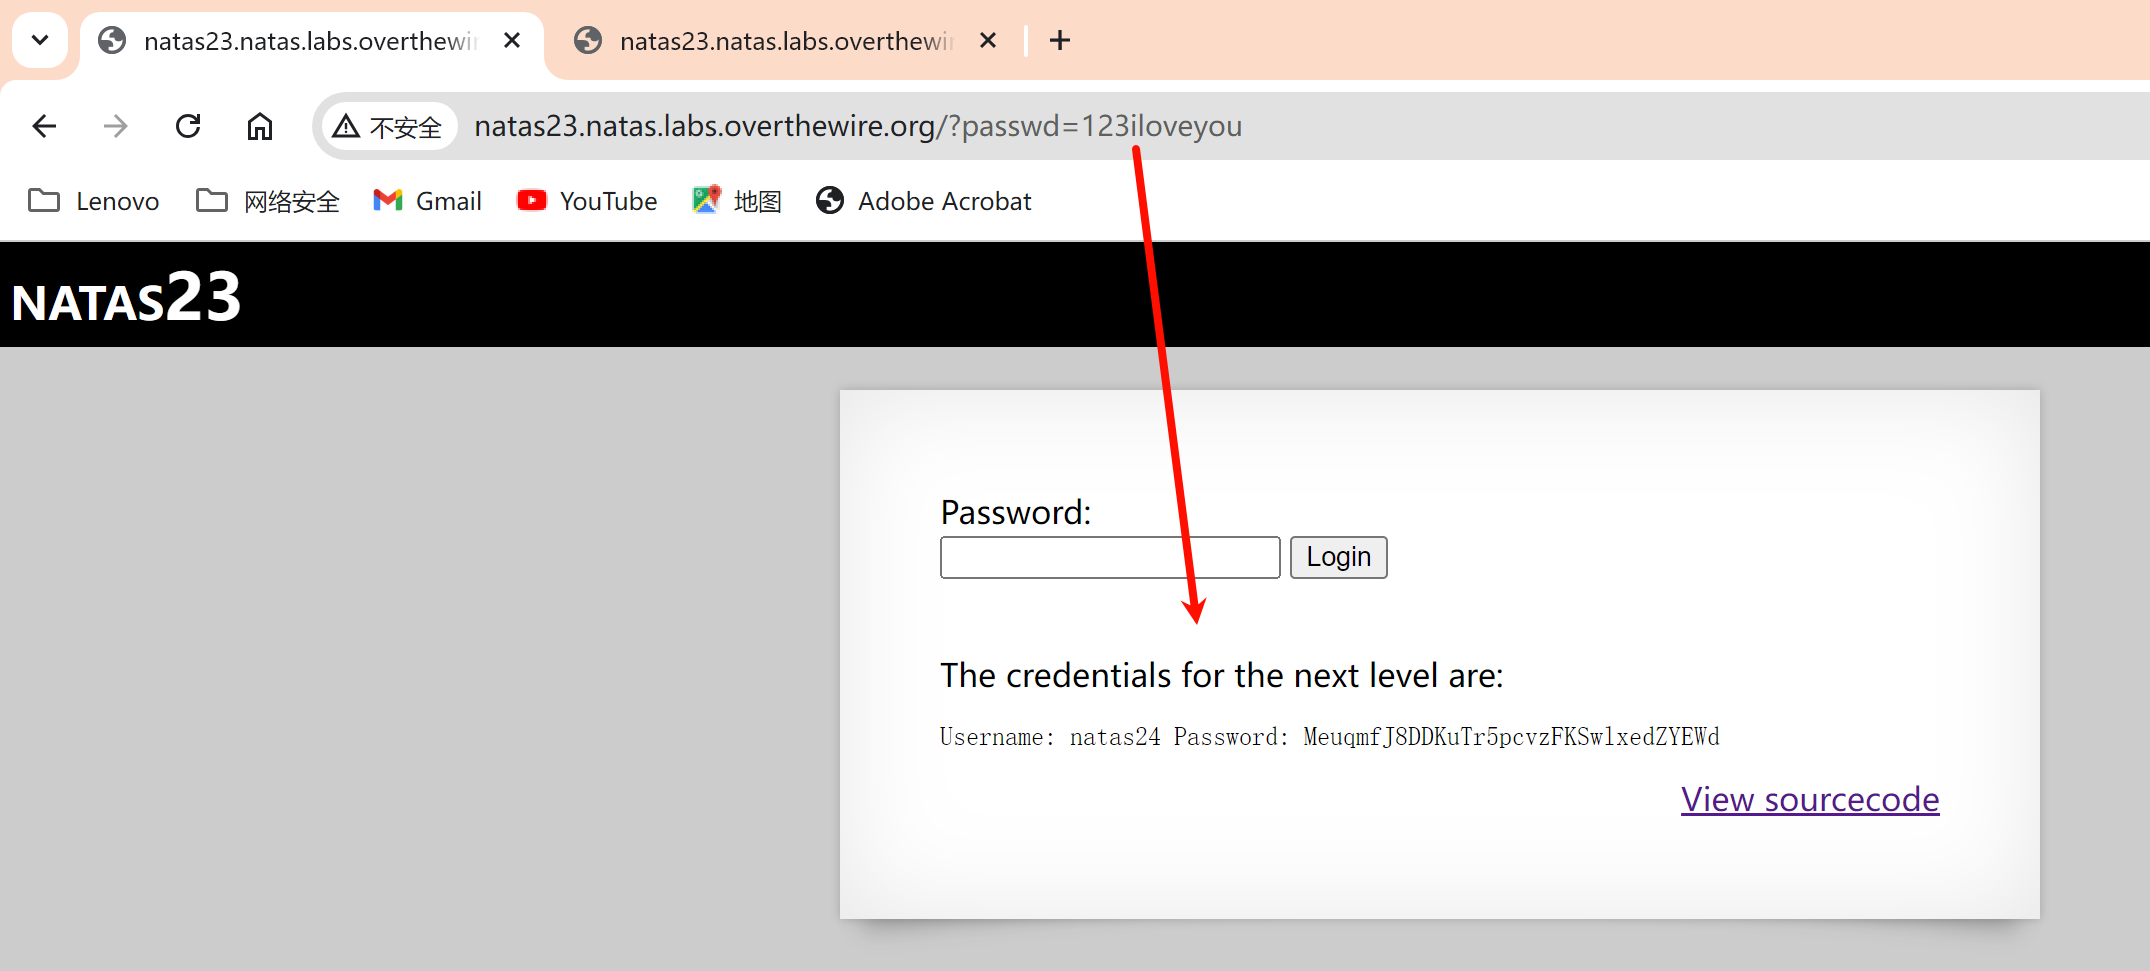 natas23.natas.labs.overthewir natas23.natas.labs.overthewir
不安全 natas23.natas.labs.overthewire.org/?passwd=123iloveyou
Lenovo 网络安全 Gmail YouTube 地图 Adobe Acrobat
NATAS23
Password:
Login
The credentials for the next level are:
Username: natas24 Password: MeuqmfJ8DDKuTr5pcvzFKSwlxedZYEWd
View sourcecode